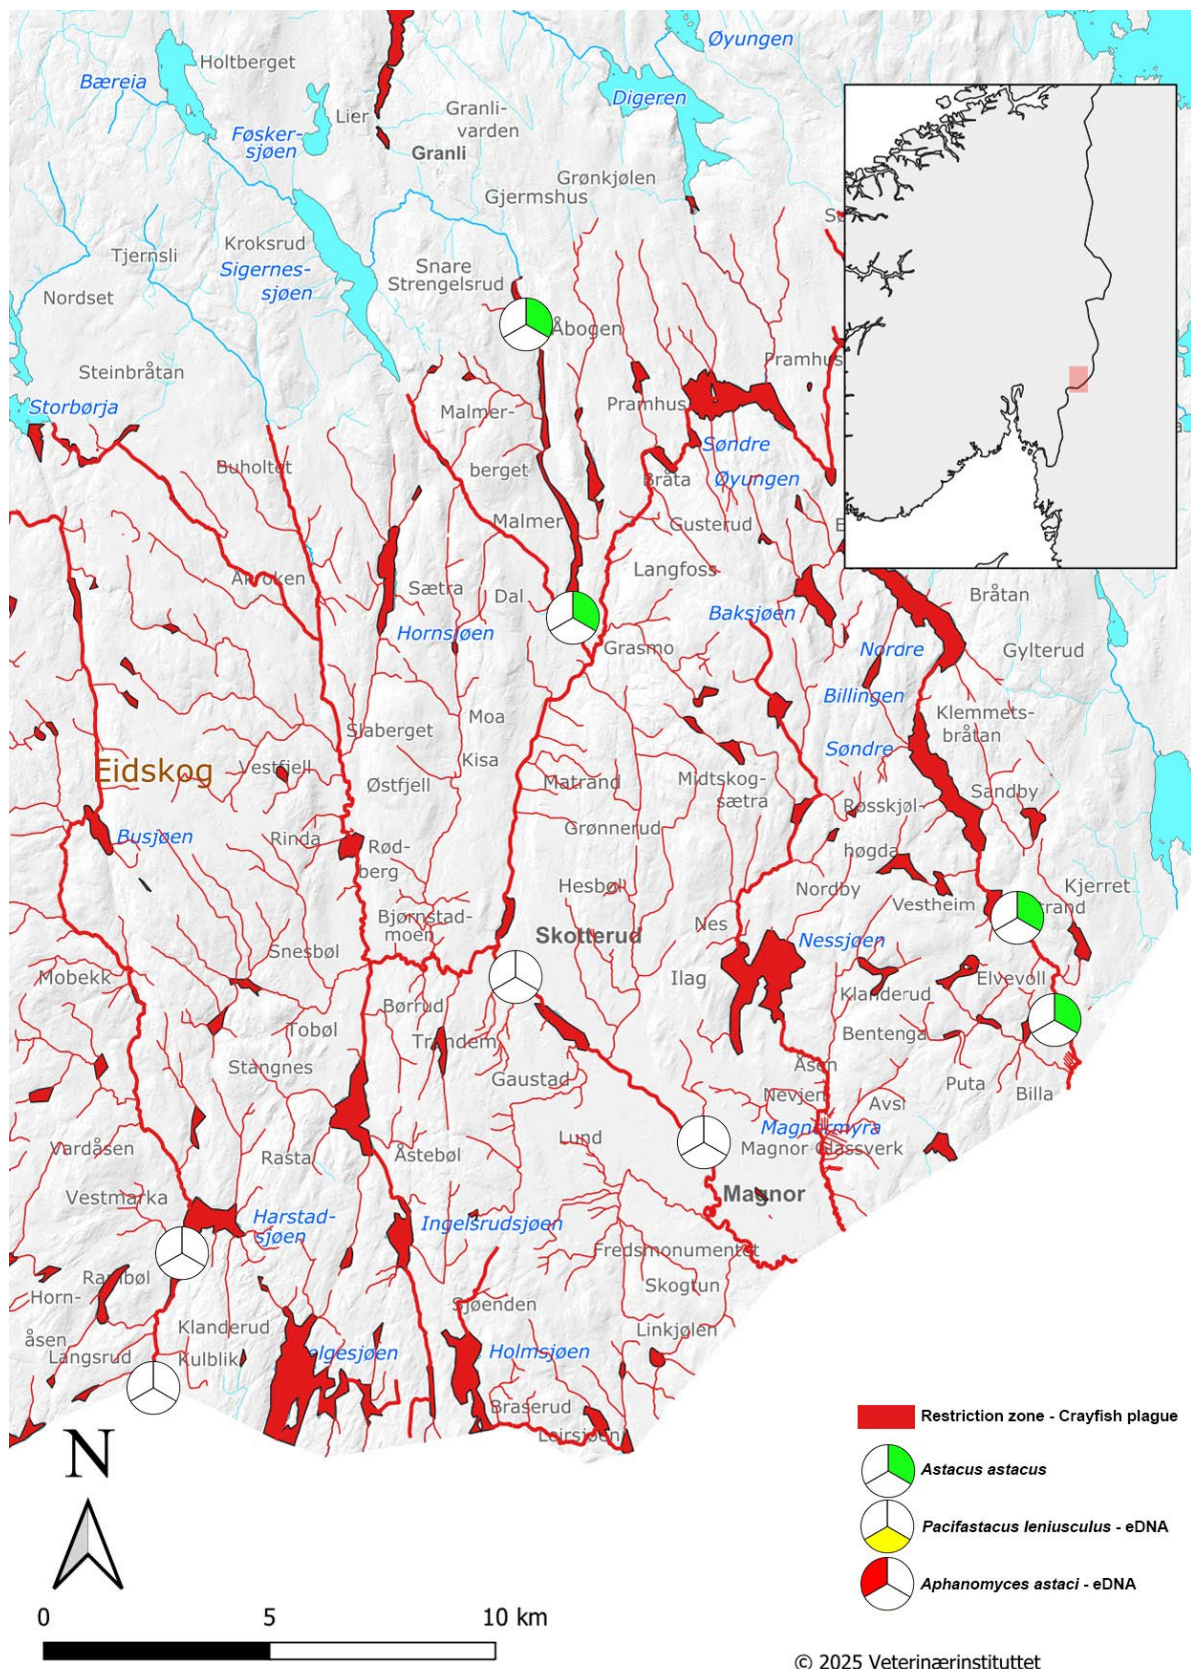 Øyungen
Holtberget
Bæreia
Digeren
Lier
Granli-
varden
Føsker-
sjøen
Granli
Grønkjølen
Gjermshus
Kroksrud
Tjernsli
Sigernes-
sjøen
Snare
Strengelsrud
Nordset
Åbogen
Pramhus
Steinbråtan
Storbørja
Malmer-
berget
Pramhus
Søndre
Øyungen
Buholtet
Bråta
Malmer
Gusterud
Langfoss
Sætra
Dal
Bråtan
Baksjøen
Hornsjøen
Grasmo
Nordre
Gylterud
Billingen
Moa
Slaberget
Klemmets-
bråtan
Søndre
Kisa
Eidskog
Vestfjell
Østfjell
Matrand
Midtskog-
sætra
Sandby
Røsskjøl-
høgda
Busjøen
Rinda
Rød-
berg
Grønnerud
Hesbøl
Nordby
Vestheim
Kjerret
Bjørnstad-
moen
Nes
Skotterud
Nessjøen
Snesbøl
Mobekk
Ilag
Elvevoll
Klanderud
Børrud
Tobøl
Trandem
Bentenga
Stangnes
Gaustad
Åsen
Nevjen
Puta
Billa
Lund
Magnormyra
Magnor Glassverk
Vardåsen
Rasta
Åstebøl
Vestmarka
Magnor
Harstad-
sjøen
Ingelsrudsjøen
Fredsmonumentet
Skogtun
Horn-
åsen
Sjøenden
Klanderud
Linkjølen
Langsrud
Kulblik
Holmsjøen
Braserud
Leirsjøen
N
0 5 10 km
Restriction zone - Crayfish plague
Astacus astacus
Pacifastacus leniusculus - eDNA
Aphanomyces astaci - eDNA
© 2025 Veterinærinstituttet